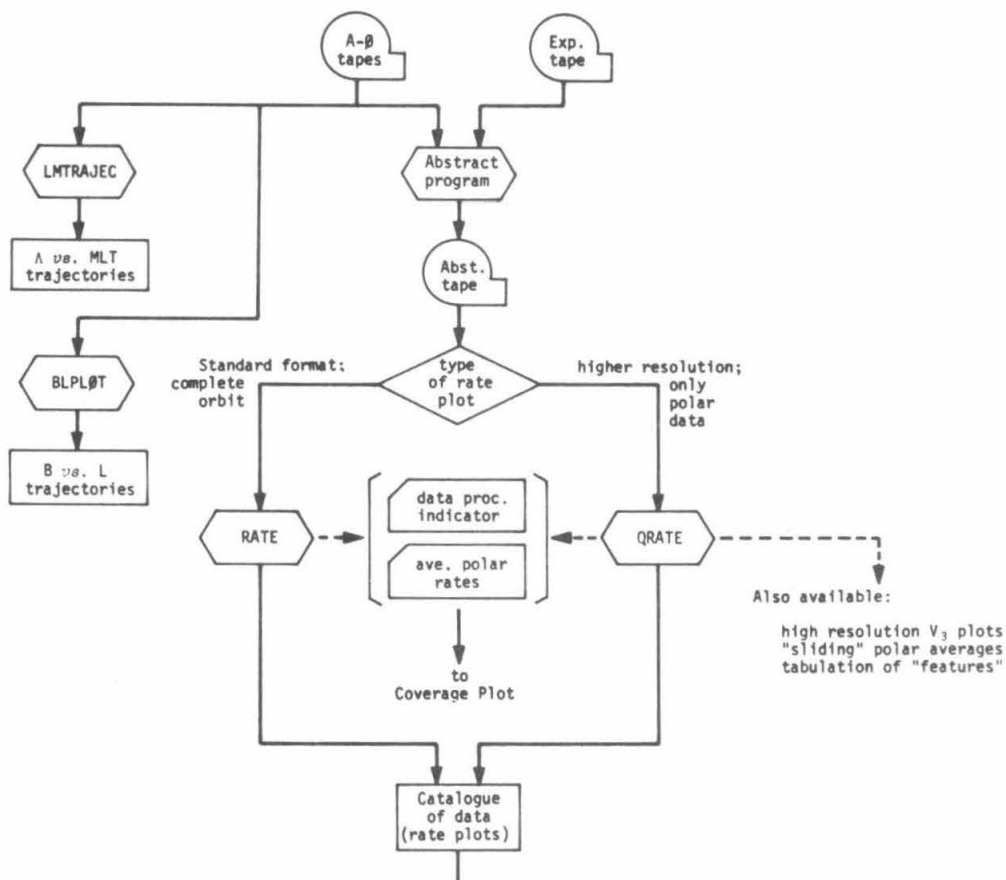 A-Ø
tapes
Exp.
tape
LMTRAJEC
Abstract
program
Λ vs. MLT
trajectories
Abst.
tape
BLPLØT
Standard format:
complete
orbit
type
of rate
plot
higher resolution;
only
polar
data
B vs. L
trajectories
data proc.
indicator
RATE
QRATE
ave. polar
rates
Also available:
high resolution V₃ plots
"sliding" polar averages
tabulation of "features"
to
Coverage Plot
Catalogue
of data
(rate plots)